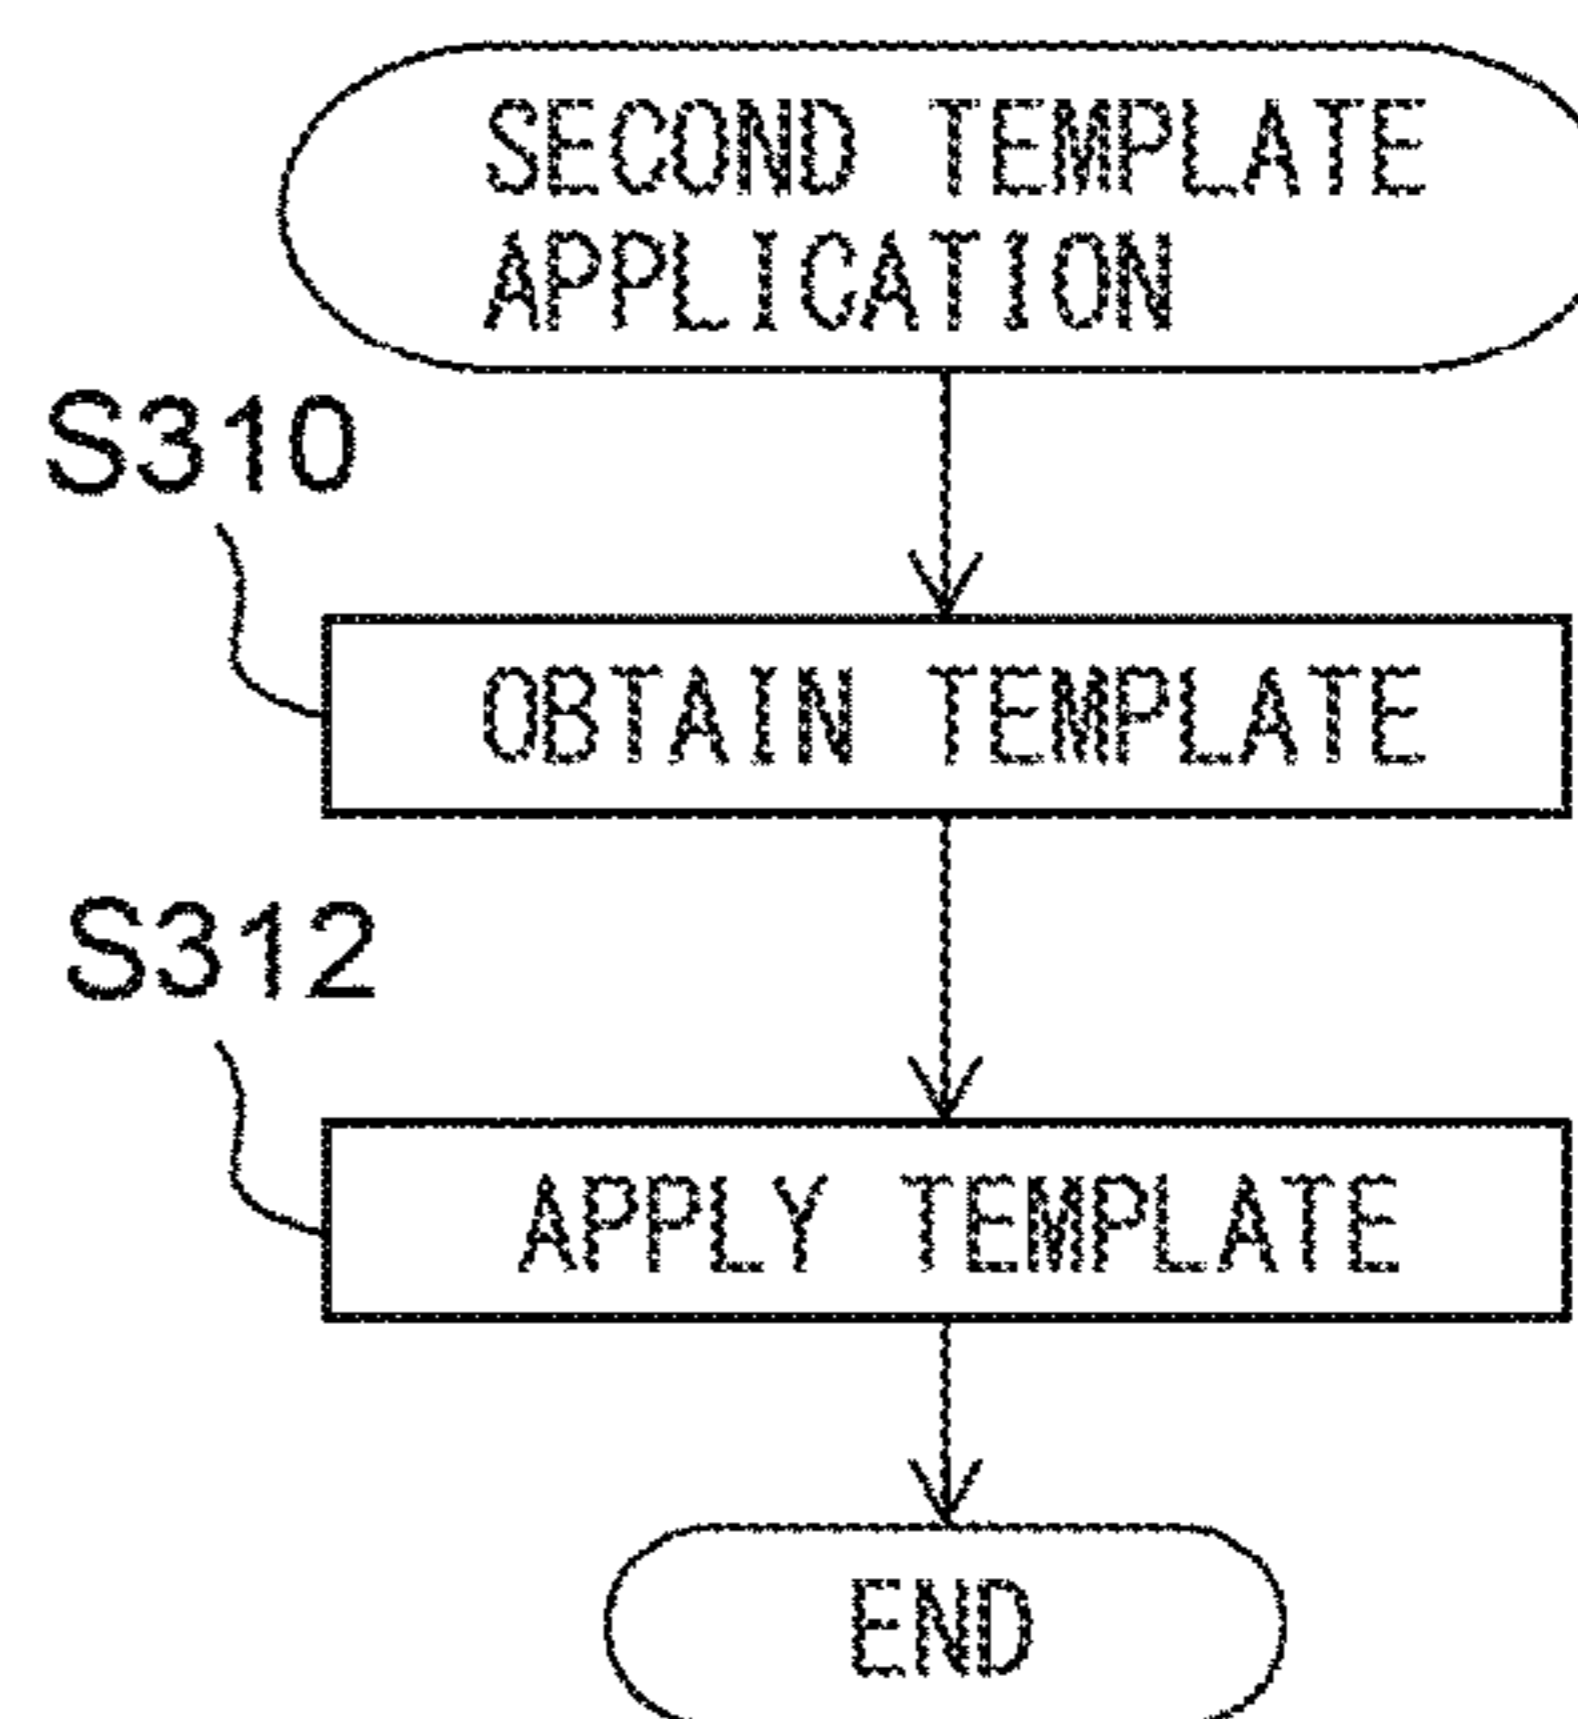 SECOND TEMPLATE
APPLICATION
S310
OBTAIN TEMPLATE
S312
APPLY TEMPLATE
END